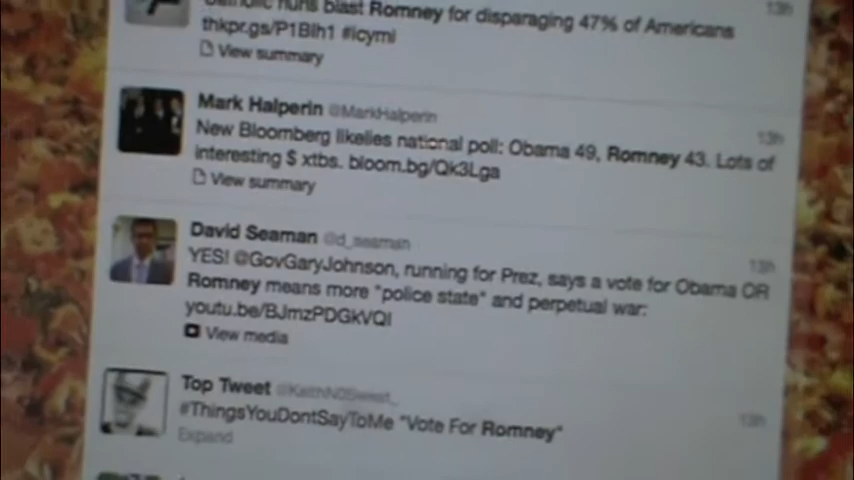 Catholic nuns blast Romney for disparaging 47% of Americans
13h
thkpr.gs/P1Blh1 #icymi
View summary
Mark Halperin @MarkHalperin
13h
New Bloomberg likelies national poll: Obama 49, Romney 43. Lots of
interesting $ xtbs. bloom.bg/Qk3Lga
View summary
David Seaman @d_seaman
13h
YES! @GovGaryJohnson, running for Prez, says a vote for Obama OR
Romney means more "police state" and perpetual war:
youtu.be/BJmzPDGkVQI
View media
Top Tweet
13h
#ThingsYouDontSayToMe "Vote For Romney"
Expand